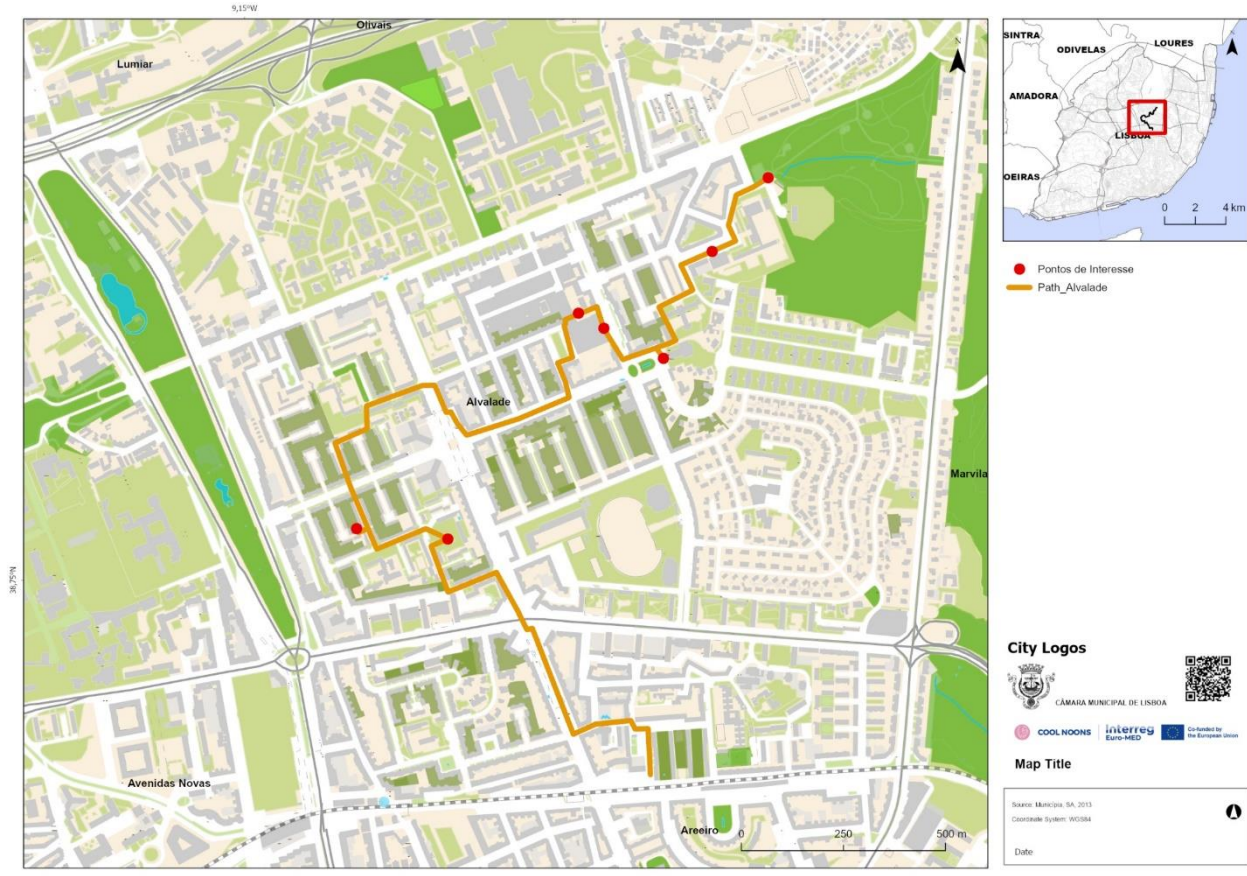 9,15°W
38,75°N
Olivais
Lumiar
N
Alvalade
Marvila
Avenidas Novas
Areeiro
0 250 500 m
SINTRA
ODIVELAS
LOURES
AMADORA
LISBOA
OEIRAS
0 2 4 km
Pontos de Interesse
Path_Alvalade
City Logos
CÂMARA MUNICIPAL DE LISBOA
COOL NOONS
Interreg
Euro-MED
Co-funded by
the European Union
Map Title
Source: Municipia, SA, 2013
Coordinate System: WGS84
Date